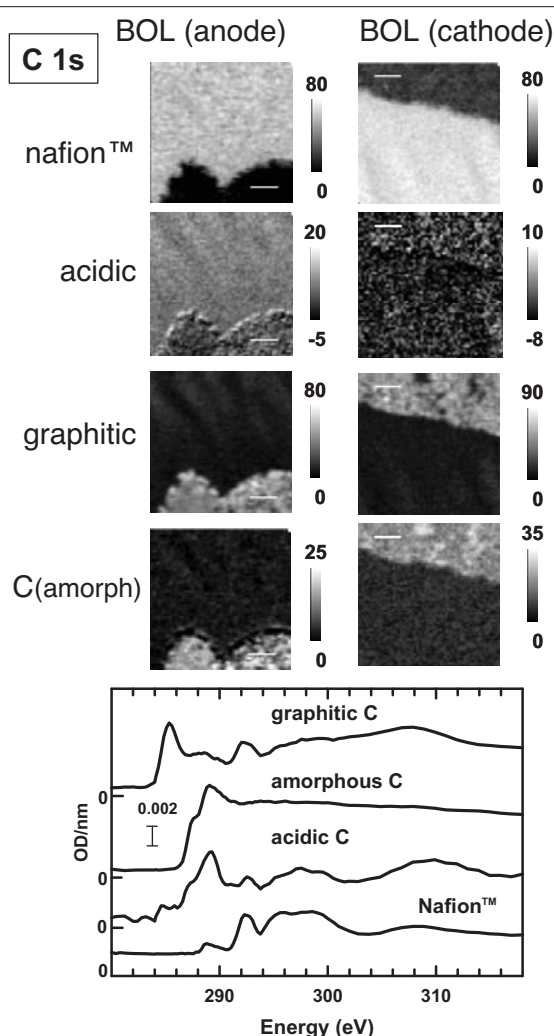 BOL (anode) BOL (cathode)
C 1s
80
0
80
0
nafion™
20
-5
10
-8
acidic
80
0
90
0
graphitic
25
0
35
0
C(amorph)
graphitic C
amorphous C
acidic C
Nafion™
0.002
0
0
0
0
OD/nm
290 300 310
Energy (eV)